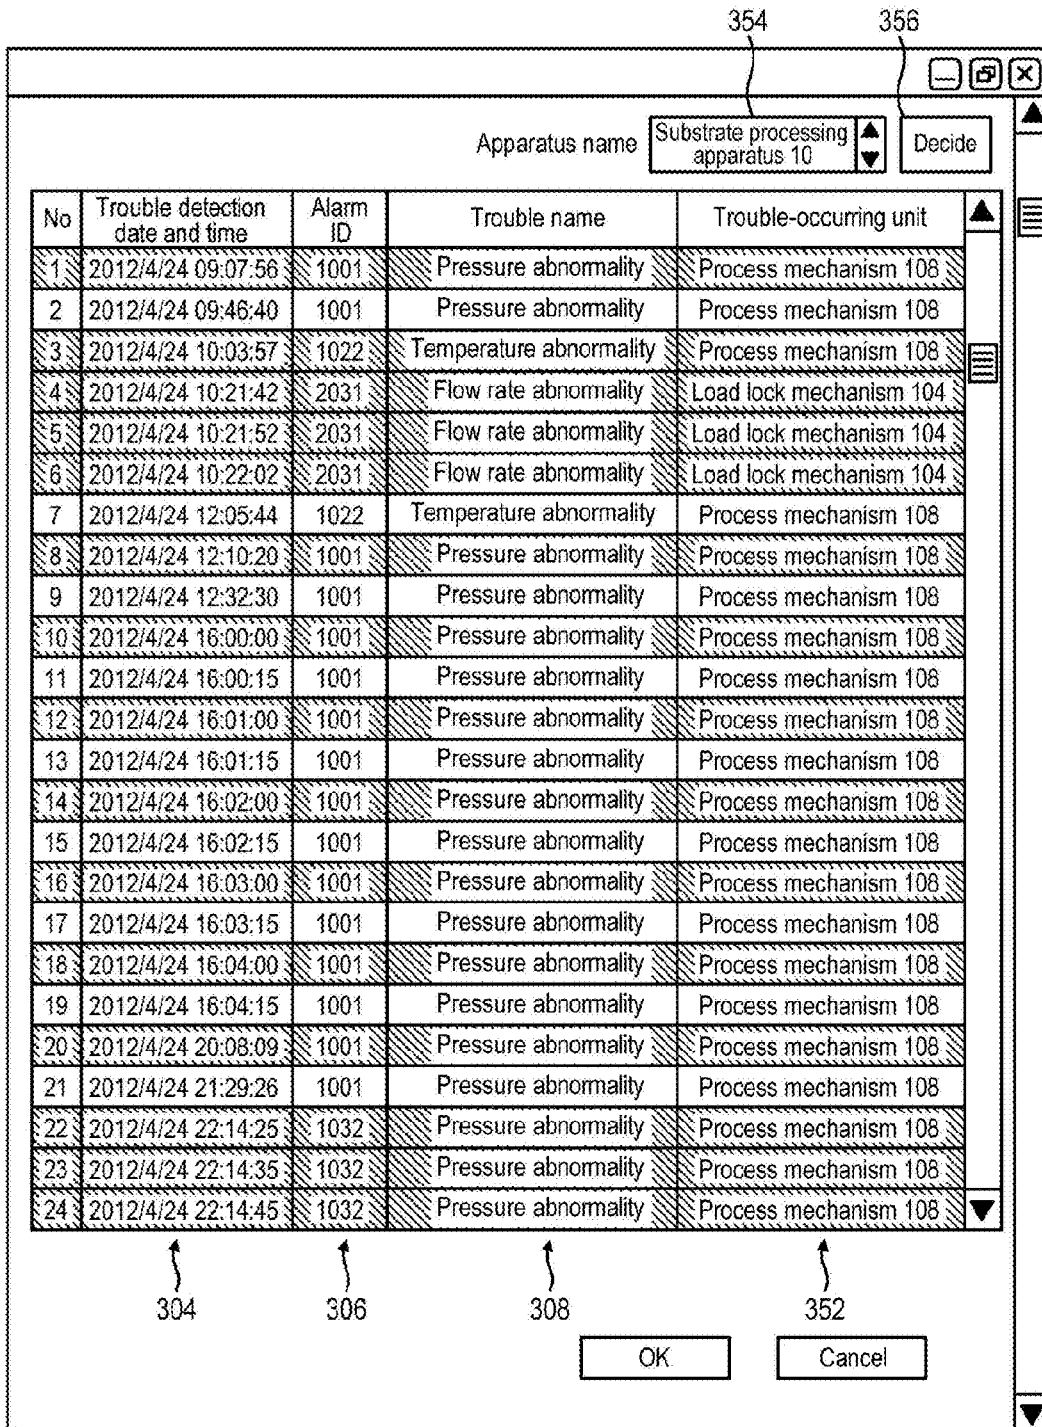 354 356
Apparatus name Substrate processing apparatus 10 Decide
No Trouble detection date and time Alarm ID Trouble name Trouble-occurring unit
1 2012/4/24 09:07:56 1001 Pressure abnormality Process mechanism 108
2 2012/4/24 09:46:40 1001 Pressure abnormality Process mechanism 108
3 2012/4/24 10:03:57 1022 Temperature abnormality Process mechanism 108
4 2012/4/24 10:21:42 2031 Flow rate abnormality Load lock mechanism 104
5 2012/4/24 10:21:52 2031 Flow rate abnormality Load lock mechanism 104
6 2012/4/24 10:22:02 2031 Flow rate abnormality Load lock mechanism 104
7 2012/4/24 12:05:44 1022 Temperature abnormality Process mechanism 108
8 2012/4/24 12:10:20 1001 Pressure abnormality Process mechanism 108
9 2012/4/24 12:32:30 1001 Pressure abnormality Process mechanism 108
10 2012/4/24 16:00:00 1001 Pressure abnormality Process mechanism 108
11 2012/4/24 16:00:15 1001 Pressure abnormality Process mechanism 108
12 2012/4/24 16:01:00 1001 Pressure abnormality Process mechanism 108
13 2012/4/24 16:01:15 1001 Pressure abnormality Process mechanism 108
14 2012/4/24 16:02:00 1001 Pressure abnormality Process mechanism 108
15 2012/4/24 16:02:15 1001 Pressure abnormality Process mechanism 108
16 2012/4/24 16:03:00 1001 Pressure abnormality Process mechanism 108
17 2012/4/24 16:03:15 1001 Pressure abnormality Process mechanism 108
18 2012/4/24 16:04:00 1001 Pressure abnormality Process mechanism 108
19 2012/4/24 16:04:15 1001 Pressure abnormality Process mechanism 108
20 2012/4/24 20:08:09 1001 Pressure abnormality Process mechanism 108
21 2012/4/24 21:29:26 1001 Pressure abnormality Process mechanism 108
22 2012/4/24 22:14:25 1032 Pressure abnormality Process mechanism 108
23 2012/4/24 22:14:35 1032 Pressure abnormality Process mechanism 108
24 2012/4/24 22:14:45 1032 Pressure abnormality Process mechanism 108
304 306 308 352
OK Cancel